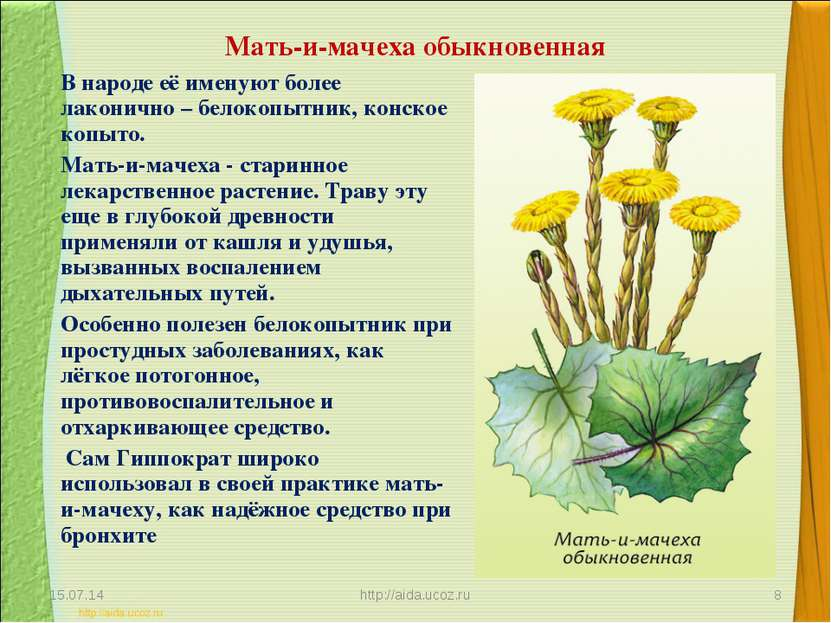 Мать-и-мачеха обыкновенная
В народе её именуют более
лаконично – белокопытник, конское
копыто.
Мать-и-мачеха - старинное
лекарственное растение. Траву эту
еще в глубокой древности
применяли от кашля и удушья,
вызванных воспалением
дыхательных путей.
Особенно полезен белокопытник при
простудных заболеваниях, как
лёгкое потогонное,
противовоспалительное и
отхаркивающее средство.
Сам Гиппократ широко
использовал в своей практике мать-
и-мачеху, как надёжное средство при
бронхите
Мать-и-мачеха
обыкновенная
15.07.14
http://aida.ucoz.ru
8
http://aida.ucoz.ru